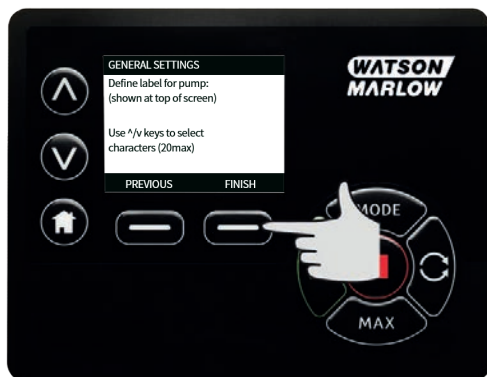 GENERAL SETTINGS
Define label for pump:
(shown at top of screen)
Use ^/v keys to select
characters (20max)
PREVIOUS FINISH
WATSON
MARLOW
MODE
MAX